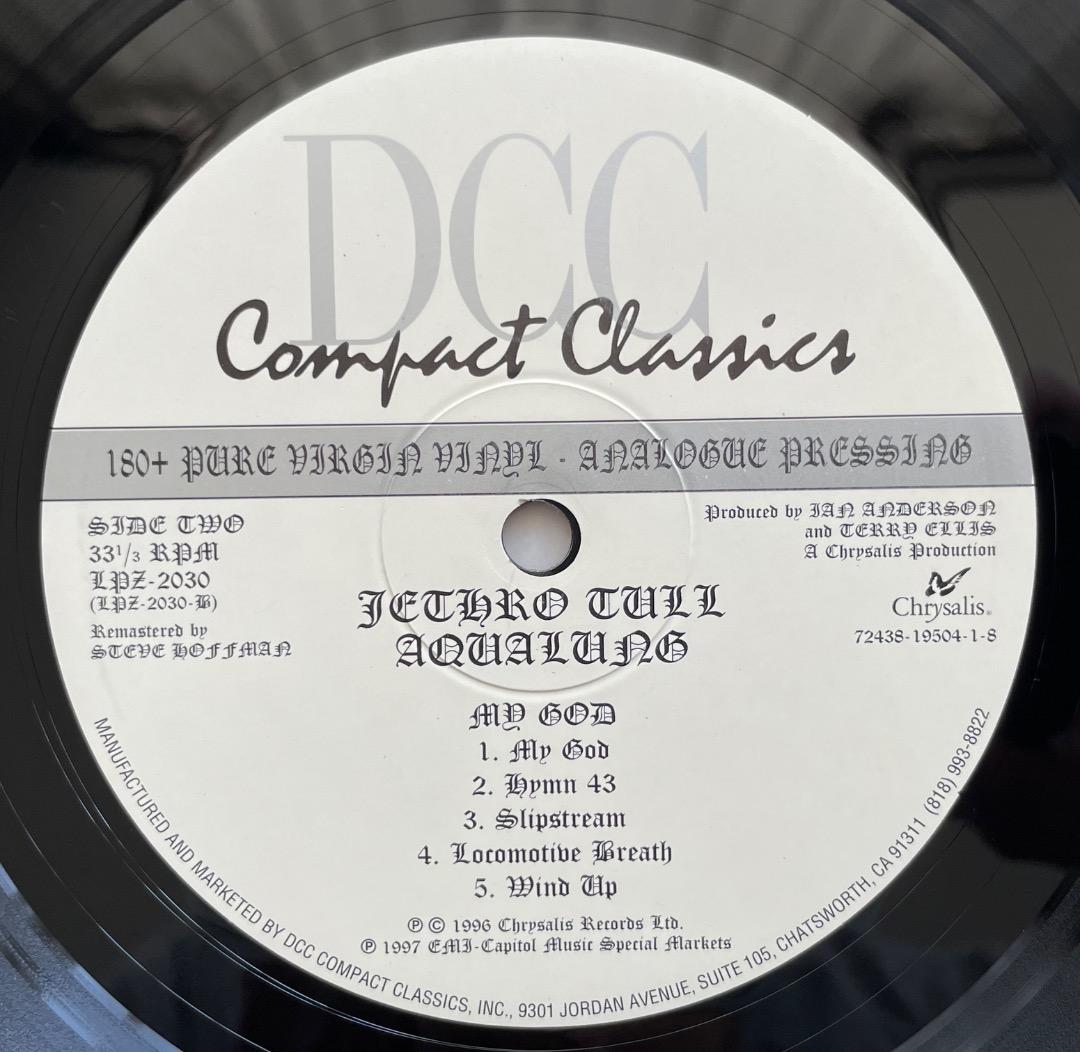 DCC
Compact Classics
180+ PURE VIRGIN VINYL - ANALOGUE PRESSING
SIDE TWO
33 1/3 RPM
LPZ-2030
(LPZ-2030-B)
Remastered by
STEVE HOFFMAN
Produced by IAN ANDERSON
and TERRY ELLIS
A Chrysalis Production
Chrysalis®
72438-19504-1-8
JETHRO TULL
AQUALUNG
MY GOD
1. My God
2. Hymn 43
3. Slipstream
4. Locomotive Breath
5. Wind Up
℗ © 1996 Chrysalis Records Ltd.
℗ 1997 EMI-Capitol Music Special Markets
MANUFACTURED AND MARKETED BY DCC COMPACT CLASSICS, INC., 9301 JORDAN AVENUE, SUITE 105, CHATSWORTH, CA 91311 (818) 993-8822